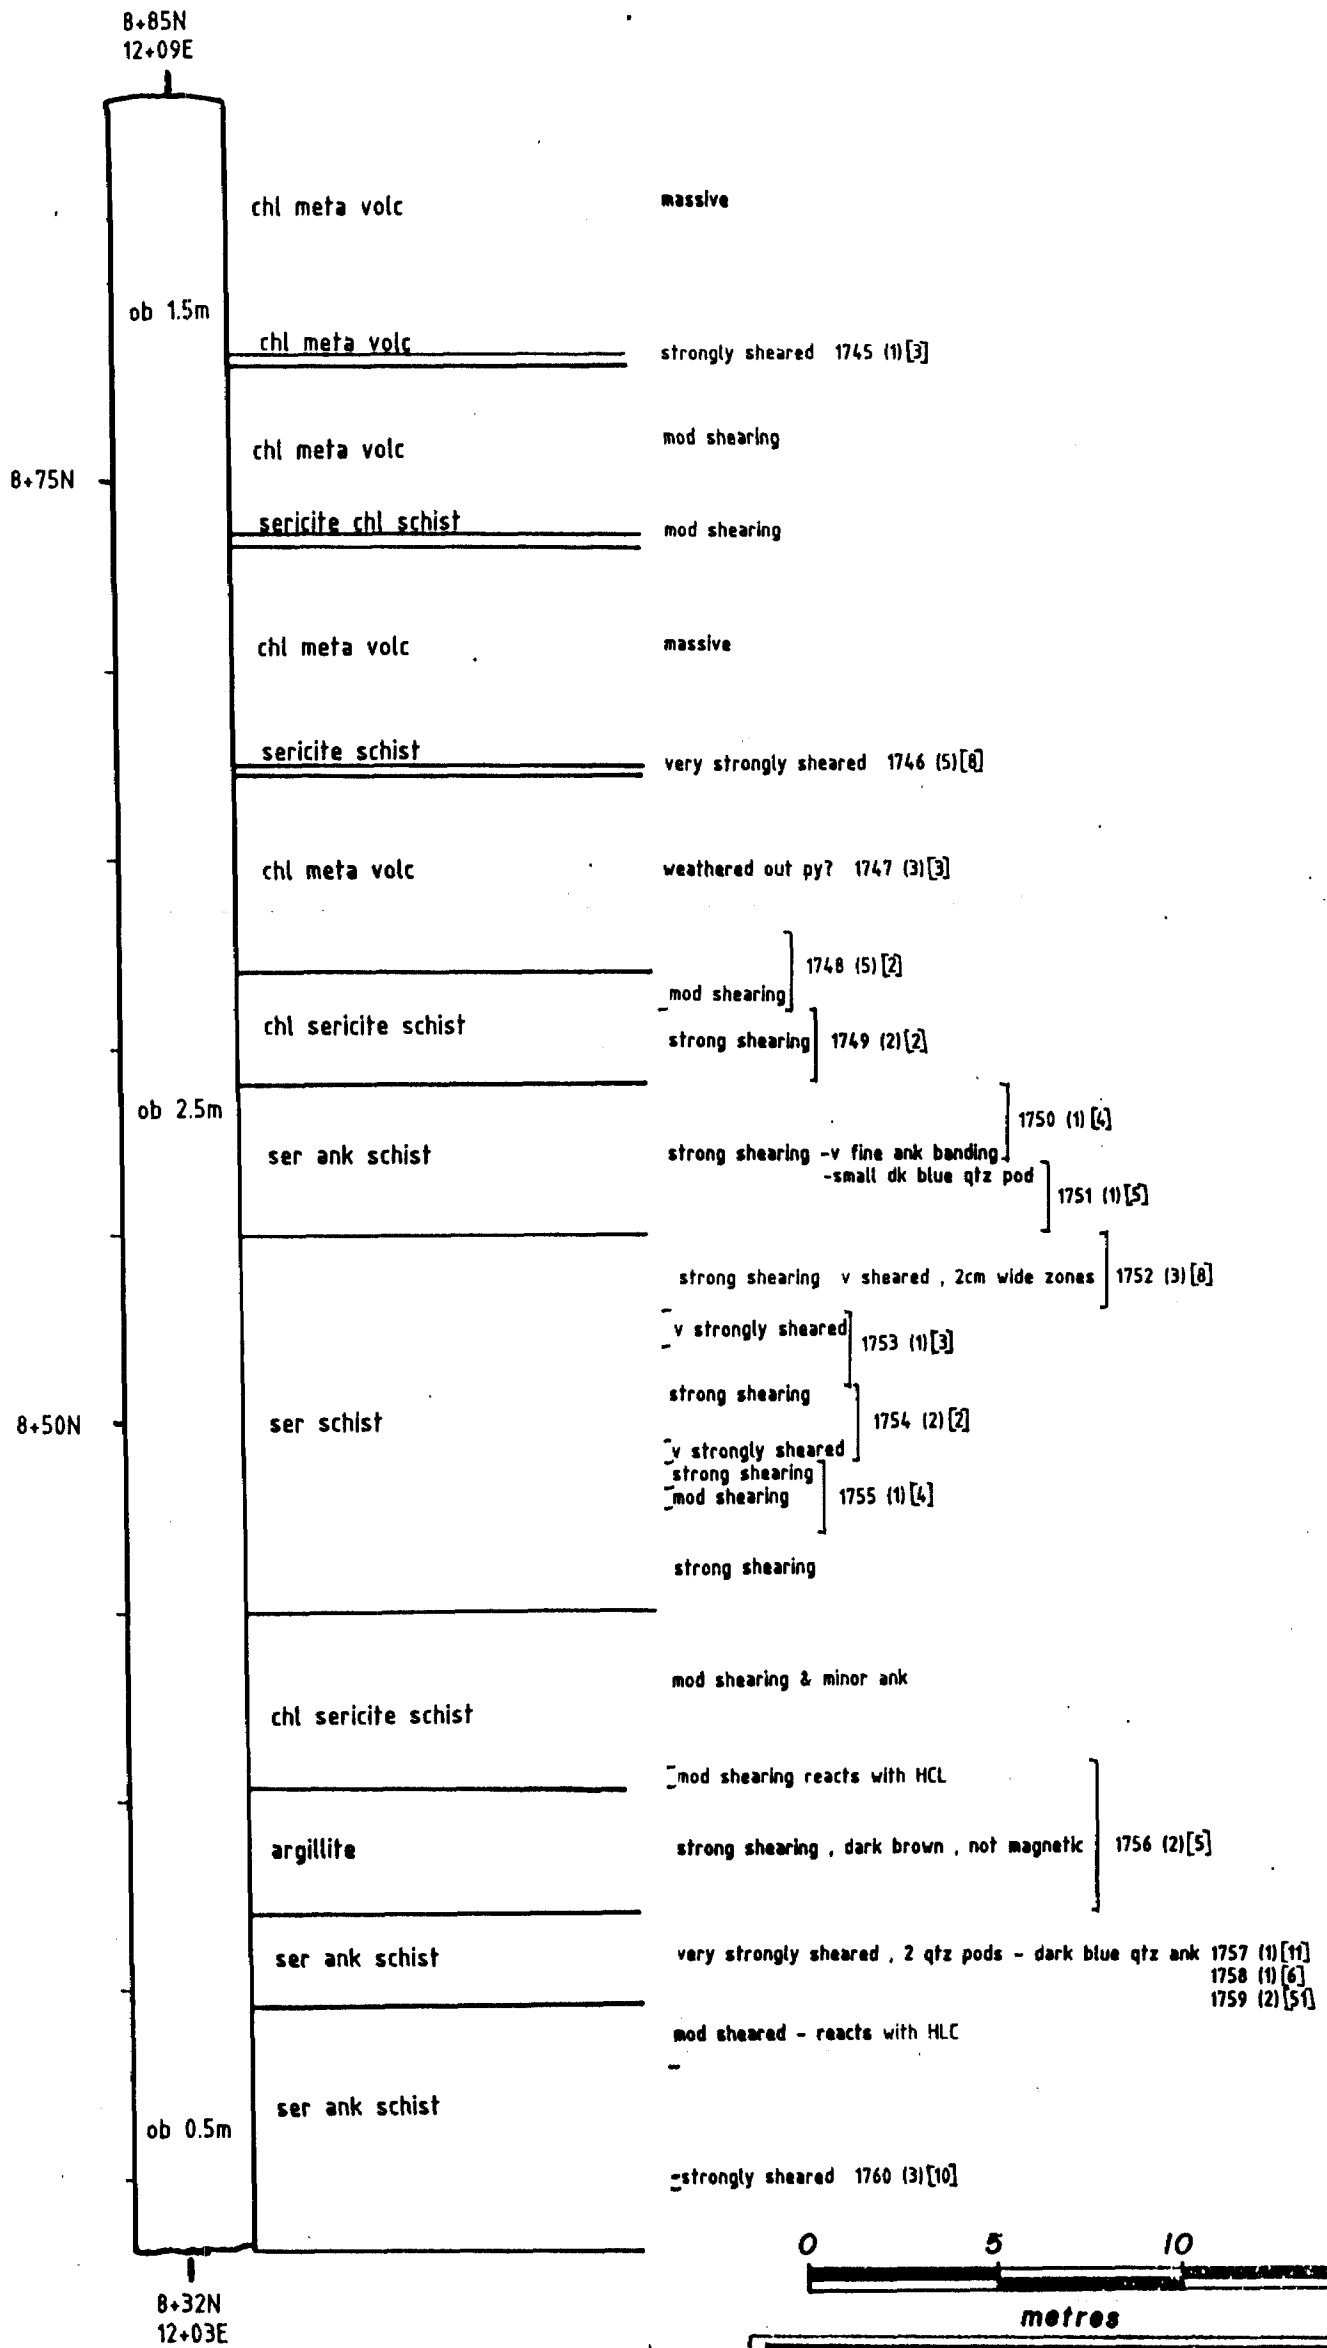 8+85N
12+09E
chl meta volc massive
ob 1.5m
chl meta volc strongly sheared 1745 (1)[3]
chl meta volc mod shearing
8+75N
sericite chl schist mod shearing
chl meta volc massive
sericite schist very strongly sheared 1746 (5)[8]
chl meta volc weathered out py? 1747 (3)[3]
1748 (5)[2]
mod shearing
chl sericite schist
strong shearing 1749 (2)[2]
ob 2.5m
1750 (1)[4]
ser ank schist strong shearing -v fine ank banding
-small dk blue qtz pod
1751 (1)[5]
strong shearing v sheared , 2cm wide zones 1752 (3)[8]
v strongly sheared
1753 (1)[3]
strong shearing
8+50N ser schist 1754 (2)[2]
v strongly sheared
strong shearing
mod shearing 1755 (1)[4]
strong shearing
mod shearing & minor ank
chl sericite schist
mod shearing reacts with HCL
argillite strong shearing , dark brown , not magnetic 1756 (2)[5]
ser ank schist very strongly sheared , 2 qtz pods - dark blue qtz ank 1757 (1)[11]
1758 (1)[6]
1759 (2)[51]
mod sheared - reacts with HLC
ser ank schist
ob 0.5m
strongly sheared 1760 (3)[10]
0 5 10
metres
8+32N
12+03E